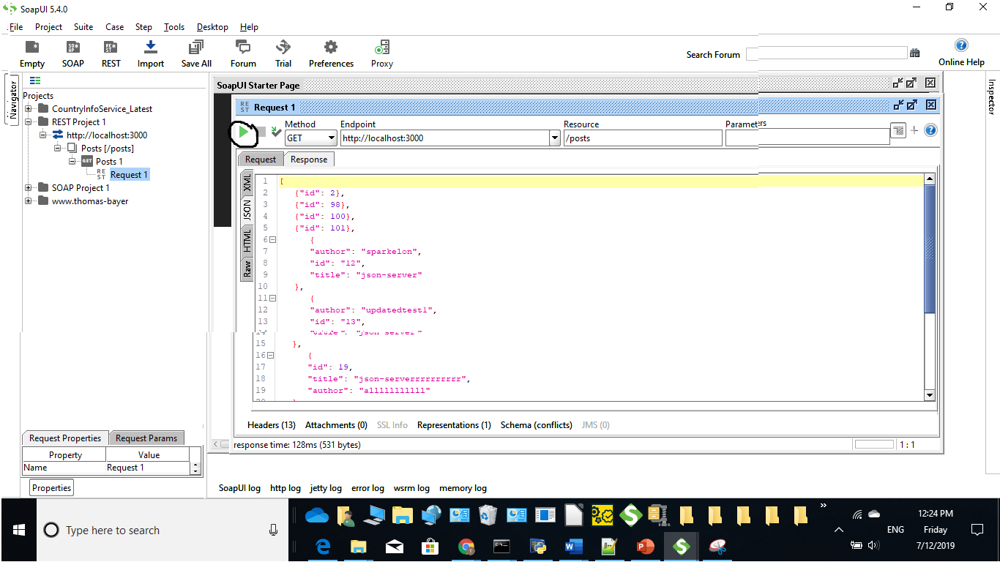 SoapUI 5.4.0
File Project Suite Case Step Tools Desktop Help
Empty SOAP REST Import Save All Forum Trial Preferences Proxy
Search Forum
Online Help
Navigator
Projects
CountryInfoService_Latest
REST Project 1
http://localhost:3000
Posts [/posts]
GET Posts 1
REST Request 1
SOAP Project 1
www.thomas-bayer
SoapUI Starter Page
REST Request 1
Method Endpoint Resource Parameters
GET http://localhost:3000 /posts
Request Response
XML
JSON
HTML
Raw
1 [
2 {"id": 2},
3 {"id": 98},
4 {"id": 100},
5 {"id": 101},
6 {
7 "author": "sparkelon",
8 "id": "12",
9 "title": "json-server"
10 },
11 {
12 "author": "updatedtest1",
13 "id": "13",
15 },
16 {
17 "id": 19,
18 "title": "json-serverrrrrrrrrr",
19 "author": "alllllllllll"
Headers (13) Attachments (0) SSL Info Representations (1) Schema (conflicts) JMS (0)
response time: 128ms (531 bytes)
1 : 1
Inspector
Request Properties Request Params
Property Value
Name Request 1
Properties
SoapUI log http log jetty log error log wsrm log memory log
Type here to search
ENG
12:24 PM
Friday
7/12/2019